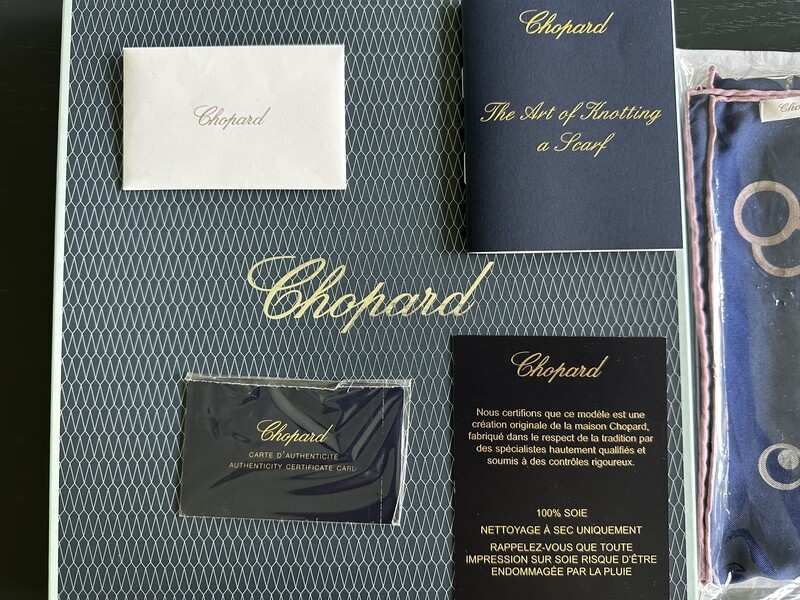 Chopard
Chopard
The Art of Knotting
a Scarf
Chopard
Chopard
CARTE D'AUTHENTICITÉ
AUTHENTICITY CERTIFICATE CARD
Chopard
Nous certifions que ce modèle est une
création originale de la maison Chopard,
fabriqué dans le respect de la tradition par
des spécialistes hautement qualifiés et
soumis à des contrôles rigoureux.
100% SOIE
NETTOYAGE À SEC UNIQUEMENT
RAPPELEZ-VOUS QUE TOUTE
IMPRESSION SUR SOIE RISQUE D'ÊTRE
ENDOMMAGÉE PAR LA PLUIE